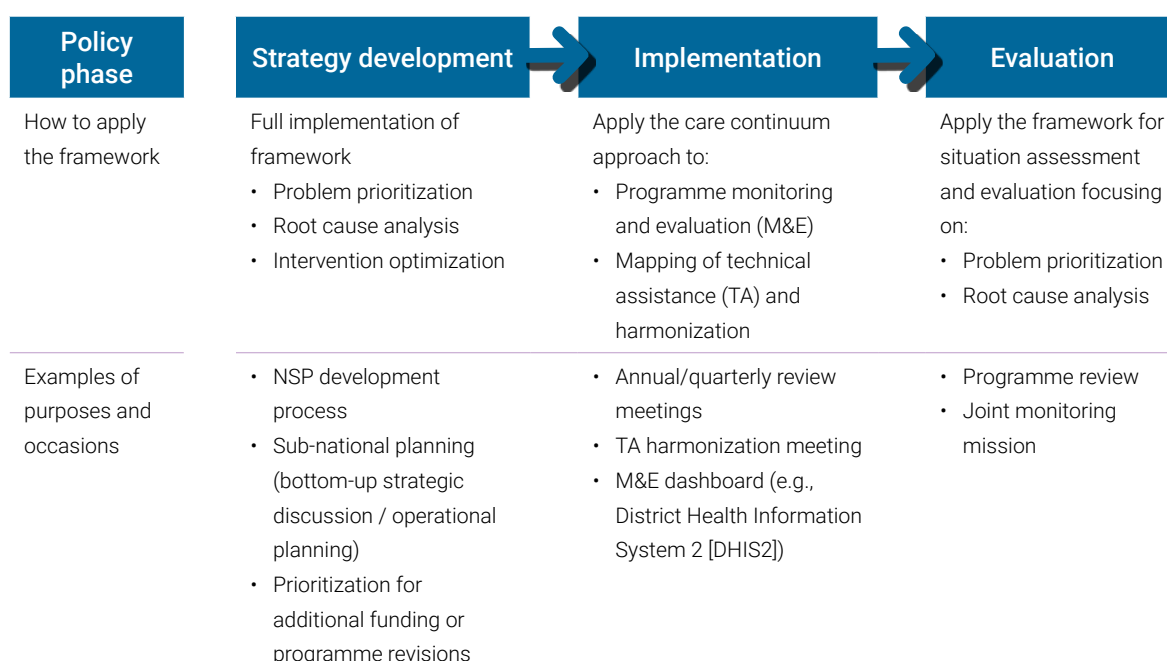 Policy
phase
Strategy development
Implementation
Evaluation
How to apply
the framework
Full implementation of
framework
• Problem prioritization
• Root cause analysis
• Intervention optimization
Apply the care continuum
approach to:
• Programme monitoring
and evaluation (M&E)
• Mapping of technical
assistance (TA) and
harmonization
Apply the framework for
situation assessment
and evaluation focusing
on:
• Problem prioritization
• Root cause analysis
Examples of
purposes and
occasions
• NSP development
process
• Sub-national planning
(bottom-up strategic
discussion / operational
planning)
• Prioritization for
additional funding or
programme revisions
• Annual/quarterly review
meetings
• TA harmonization meeting
• M&E dashboard (e.g.,
District Health Information
System 2 [DHIS2])
• Programme review
• Joint monitoring
mission